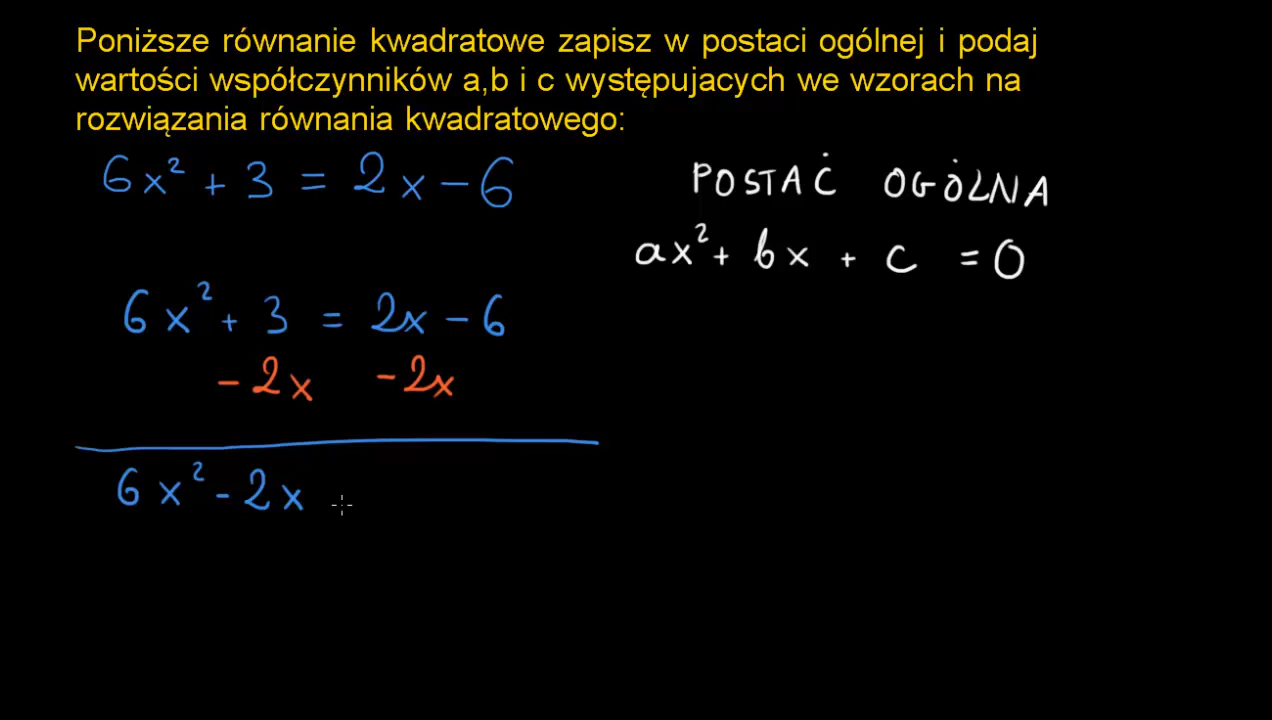 Poniższe równanie kwadratowe zapisz w postaci ogólnej i podaj
wartości współczynników a,b i c występujacych we wzorach na
rozwiązania równania kwadratowego:
6x² + 3 = 2x - 6
POSTAĆ OGÓLNA
ax² + bx + c = 0
6x² + 3 = 2x - 6
- 2x - 2x
6x² - 2x